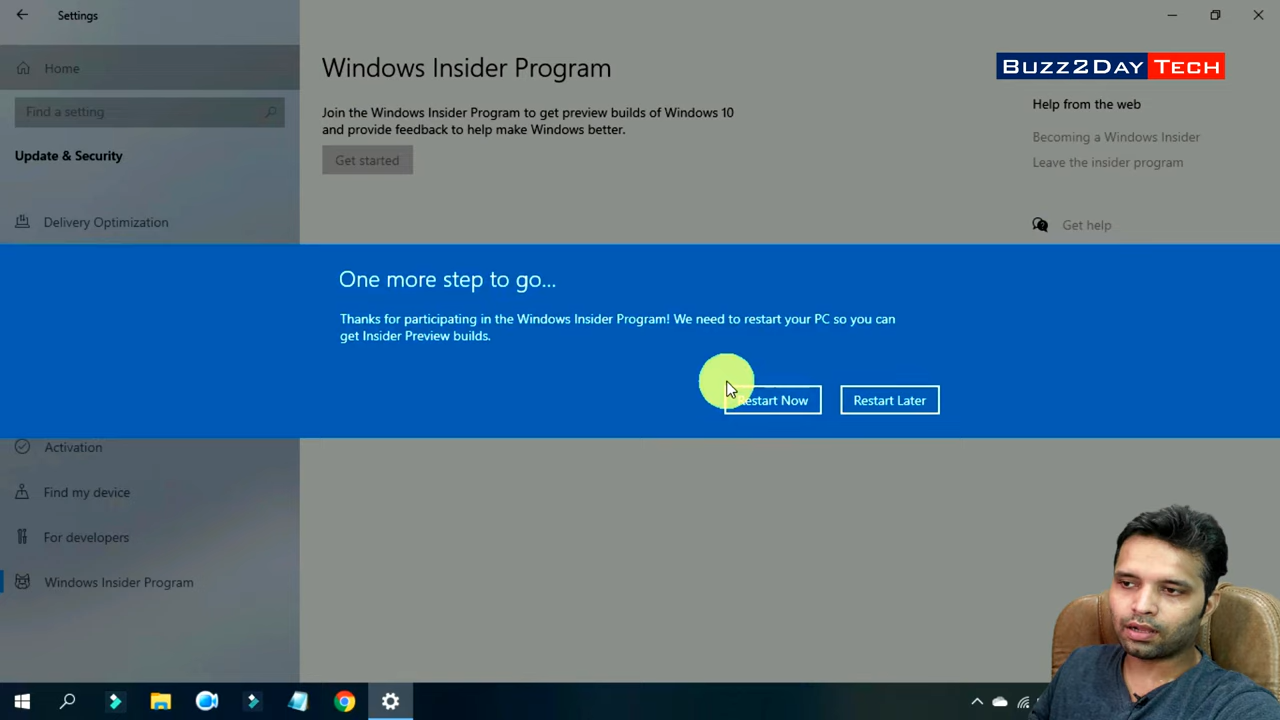 Settings
Home
Find a setting
Update & Security
Delivery Optimization
Activation
Find my device
For developers
Windows Insider Program
Windows Insider Program
Join the Windows Insider Program to get preview builds of Windows 10
and provide feedback to help make Windows better.
Get started
BUZZ2DAY TECH
Help from the web
Becoming a Windows Insider
Leave the insider program
Get help
One more step to go...
Thanks for participating in the Windows Insider Program! We need to restart your PC so you can
get Insider Preview builds.
Restart Now
Restart Later